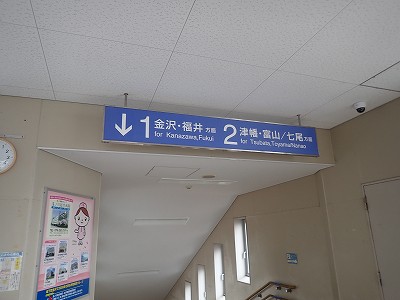 ↓1 金沢・福井 方面
for Kanazawa,Fukui
2 津幡・富山/七尾 方面
for Tsubata,Toyama/Nanao